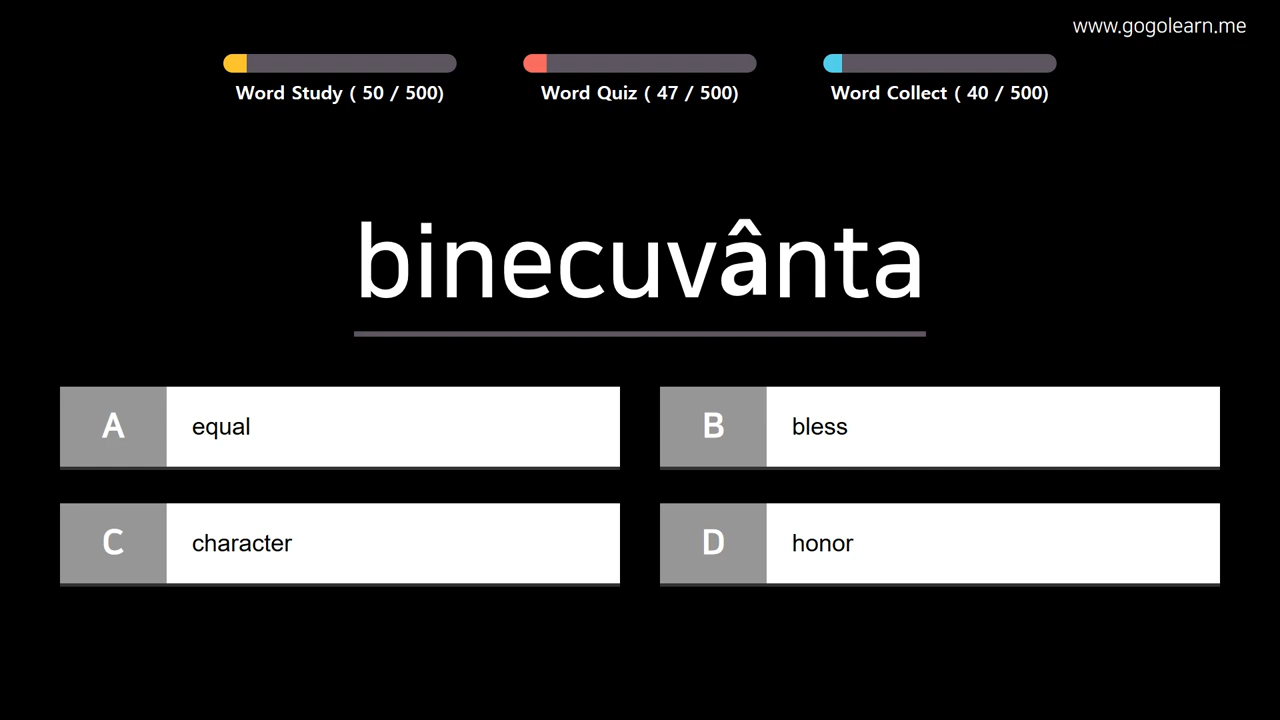 www.gogolearn.me
Word Study ( 50 / 500)
Word Quiz ( 47 / 500)
Word Collect ( 40 / 500)
binecuvânta
A equal
B bless
C character
D honor